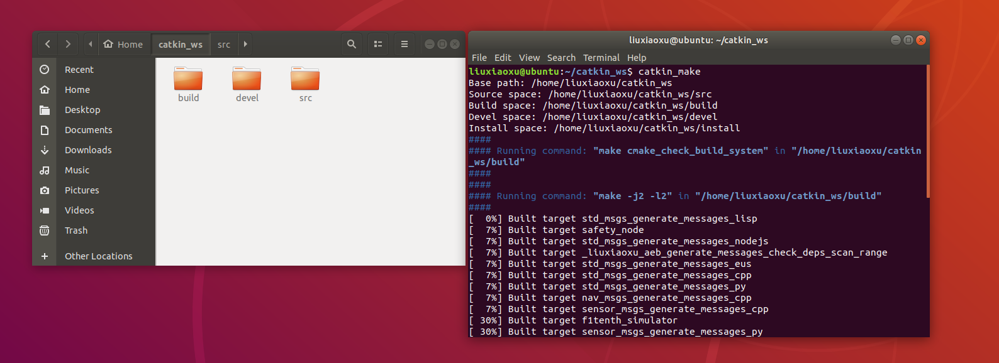 Home
catkin_ws
src
Recent
Home
Desktop
Documents
Downloads
Music
Pictures
Videos
Trash
Other Locations
build
devel
src
liuxiaoxu@ubuntu: ~/catkin_ws
File Edit View Search Terminal Help
liuxiaoxu@ubuntu:~/catkin_ws$ catkin_make
Base path: /home/liuxiaoxu/catkin_ws
Source space: /home/liuxiaoxu/catkin_ws/src
Build space: /home/liuxiaoxu/catkin_ws/build
Devel space: /home/liuxiaoxu/catkin_ws/devel
Install space: /home/liuxiaoxu/catkin_ws/install
####
#### Running command: "make cmake_check_build_system" in "/home/liuxiaoxu/catkin
_ws/build"
####
####
#### Running command: "make -j2 -l2" in "/home/liuxiaoxu/catkin_ws/build"
####
[  0%] Built target std_msgs_generate_messages_lisp
[  7%] Built target safety_node
[  7%] Built target std_msgs_generate_messages_nodejs
[  7%] Built target _liuxiaoxu_aeb_generate_messages_check_deps_scan_range
[  7%] Built target std_msgs_generate_messages_eus
[  7%] Built target std_msgs_generate_messages_cpp
[  7%] Built target std_msgs_generate_messages_py
[  7%] Built target nav_msgs_generate_messages_cpp
[  7%] Built target sensor_msgs_generate_messages_cpp
[ 30%] Built target f1tenth_simulator
[ 30%] Built target sensor_msgs_generate_messages_py